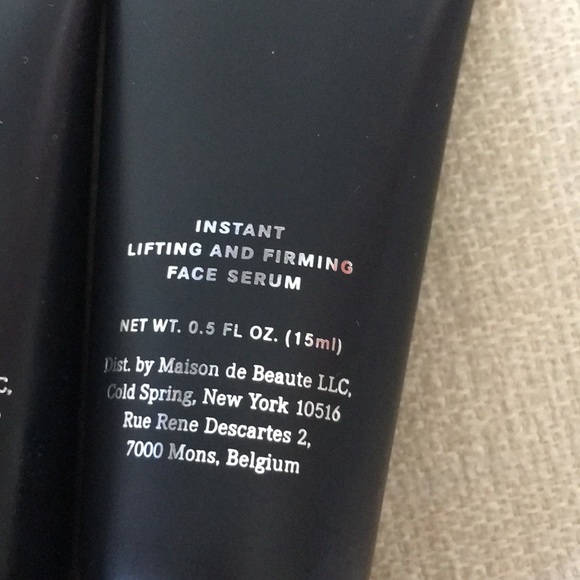 INSTANT
LIFTING AND FIRMING
FACE SERUM
NET WT. 0.5 FL OZ. (15ml)
Dist. by Maison de Beaute LLC,
Cold Spring, New York 10516
Rue Rene Descartes 2,
7000 Mons, Belgium
C,